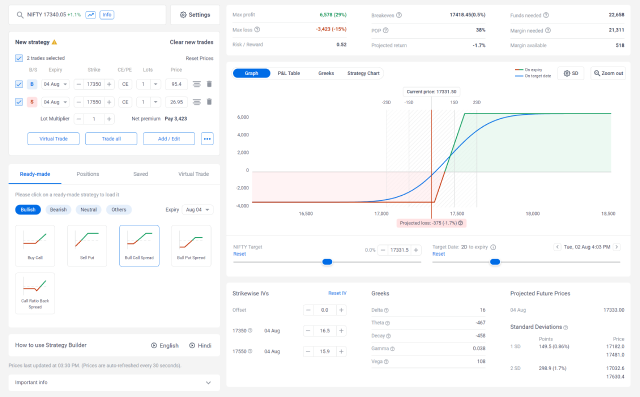 NIFTY 17340.05 +1.1% Info
Settings
New strategy
Clear new trades
2 trades selected
Reset Prices
B/S Expiry Strike CE/PE Lots Price
B 04 Aug − 17350 + CE 1 95.4
S 04 Aug − 17550 + CE 1 26.95
Lot Multiplier − 1 + Net premium Pay 3,423
Virtual Trade
Trade all
Add / Edit
Ready-made
Positions
Saved
Virtual Trade
Please click on a ready-made strategy to load it
Bullish
Bearish
Neutral
Others
Expiry Aug 04
Buy Call
Sell Put
Bull Call Spread
Bull Put Spread
Call Ratio Back Spread
How to use Strategy Builder
English
Hindi
Prices last updated at 03:30 PM. (Prices are auto-refreshed every 30 seconds)
Important info
Max profit 6,578 (29%)
Max loss -3,423 (-15%)
Risk / Reward 0.52
Breakeven 17418.45(0.5%)
POP 38%
Projected return -1.7%
Funds needed 22,658
Margin needed 21,311
Margin available 518
Graph
P&L Table
Greeks
Strategy Chart
On expiry
On target date
SD
Zoom out
Current price: 17331.50
6,000
4,000
2,000
0
-2,000
-4,000
16,500
17,000
17,500
18,000
18,500
Projected loss: -375 (-1.7%)
NIFTY Target
Reset
0.0% − 17331.5 +
Target Date: 2D to expiry
Reset
Tue, 02 Aug 4:03 PM
Strikewise IVs
Reset IV
Offset − 0.0 +
17350 04 Aug − 16.5 +
17550 04 Aug − 15.9 +
Greeks
Delta 16
Theta -467
Decay -458
Gamma 0.038
Vega 108
Projected Future Prices
04 Aug 17333.00
Standard Deviations
Points Price
1 SD 149.5 (0.86%) 17182.0
17481.0
2 SD 298.9 (1.7%) 17032.6
17630.4